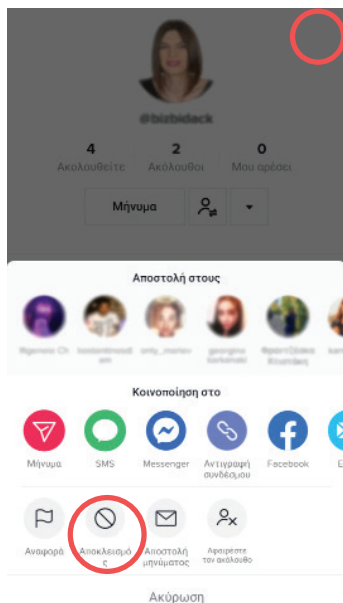 @bizbidack
4 2 0
Ακολουθείτε Ακόλουθοι Μου αρέσει
Μήνυμα
Αποστολή στους
Κοινοποίηση στο
Μήνυμα SMS Messenger Αντιγραφή συνδέσμου Facebook E
Αναφορά Αποκλεισμός Αποστολή μηνύματος Αφαιρέστε τον ακόλουθο
Ακύρωση